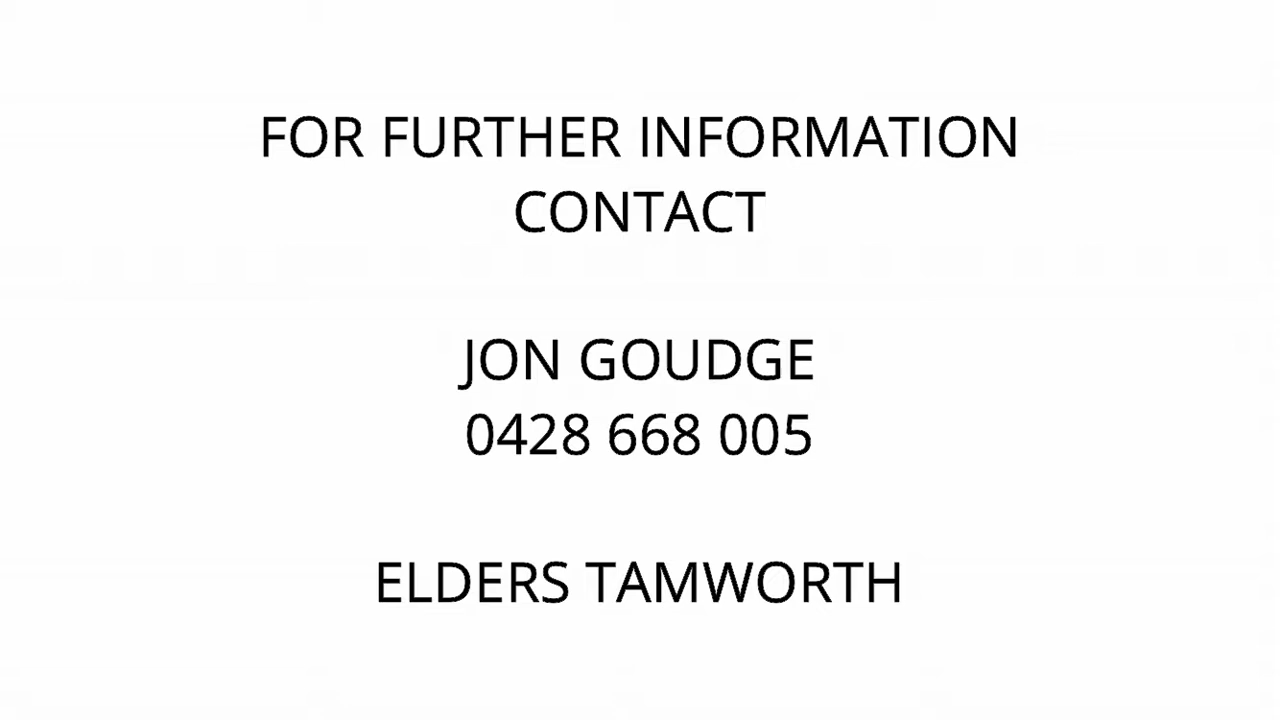 FOR FURTHER INFORMATION
CONTACT
JON GOUDGE
0428 668 005
ELDERS TAMWORTH